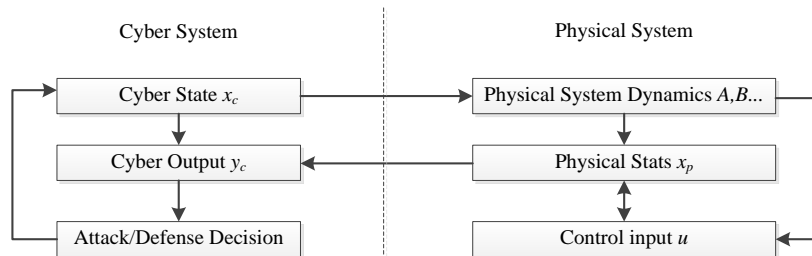 Cyber System
Physical System
Cyber State x_c
Physical System Dynamics A,B...
Cyber Output y_c
Physical Stats x_p
Attack/Defense Decision
Control input u